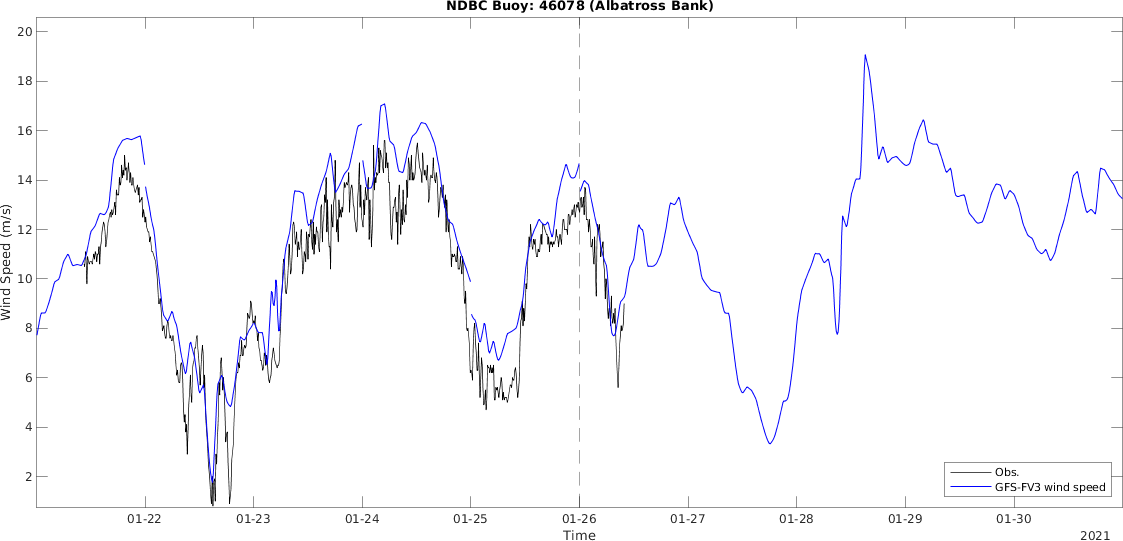 NDBC Buoy: 46078 (Albatross Bank)
20
18
16
14
12
10
8
6
4
2
Wind Speed (m/s)
Obs.
GFS-FV3 wind speed
01-22 01-23 01-24 01-25 01-26 01-27 01-28 01-29 01-30
Time
2021